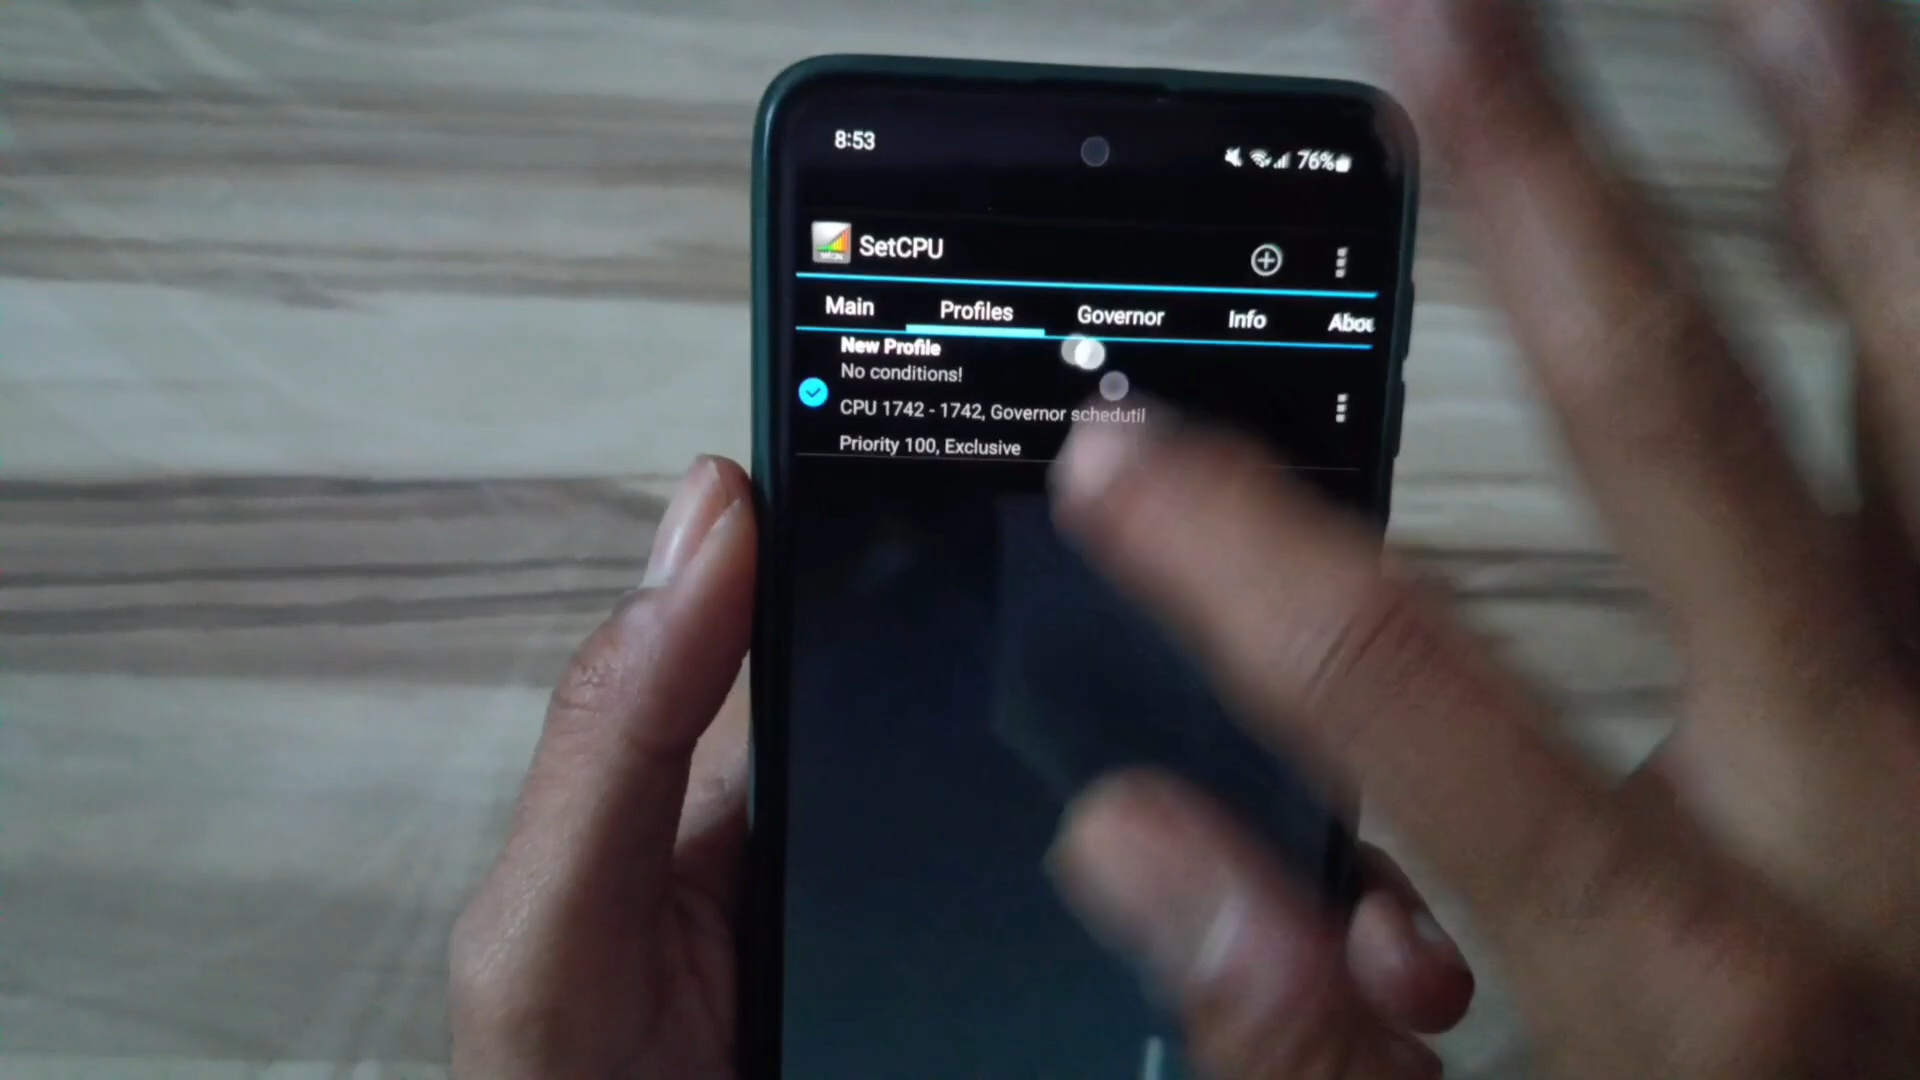 8:53
76%
SetCPU
Main
Profiles
Governor
Info
Abou
New Profile
No conditions!
CPU 1742 - 1742, Governor schedutil
Priority 100, Exclusive